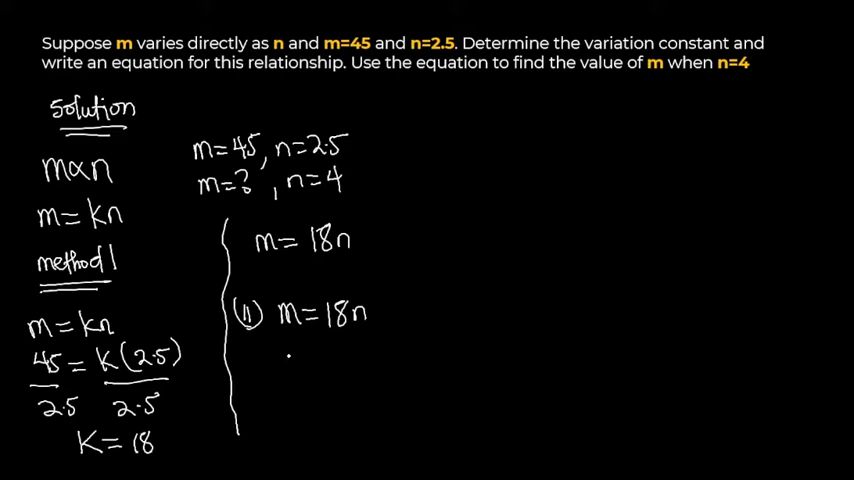 Suppose m varies directly as n and m=45 and n=2.5. Determine the variation constant and
write an equation for this relationship. Use the equation to find the value of m when n=4
Solution
m∝n
m=kn
method 1
m=kn
45=K(2.5)
2.5 2.5
K=18
m=45, n=2.5
m=?, n=4
m=18n
(II) m=18n